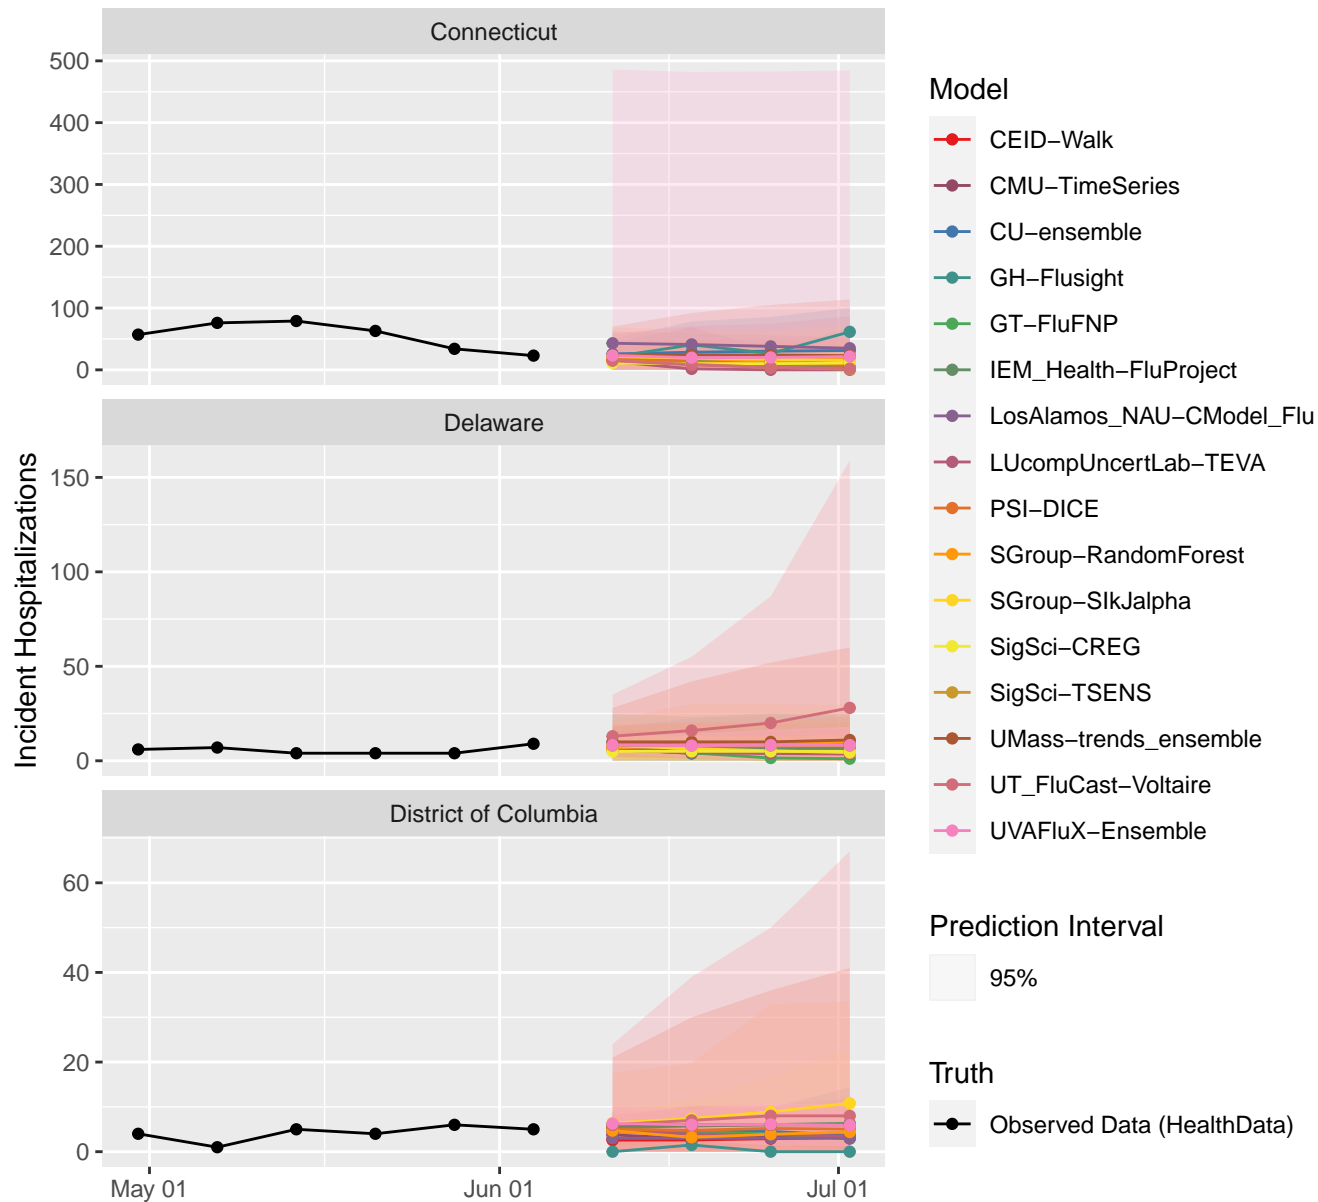 Connecticut
500
400
300
200
100
0
Delaware
150
100
50
0
District of Columbia
60
40
20
0
May 01
Jun 01
Jul 01
Incident Hospitalizations
Model
CEID−Walk
CMU−TimeSeries
CU−ensemble
GH−Flusight
GT−FluFNP
IEM_Health−FluProject
LosAlamos_NAU−CModel_Flu
LUcompUncertLab−TEVA
PSI−DICE
SGroup−RandomForest
SGroup−SIkJalpha
SigSci−CREG
SigSci−TSENS
UMass−trends_ensemble
UT_FluCast−Voltaire
UVAFluX−Ensemble
Prediction Interval
95%
Truth
Observed Data (HealthData)